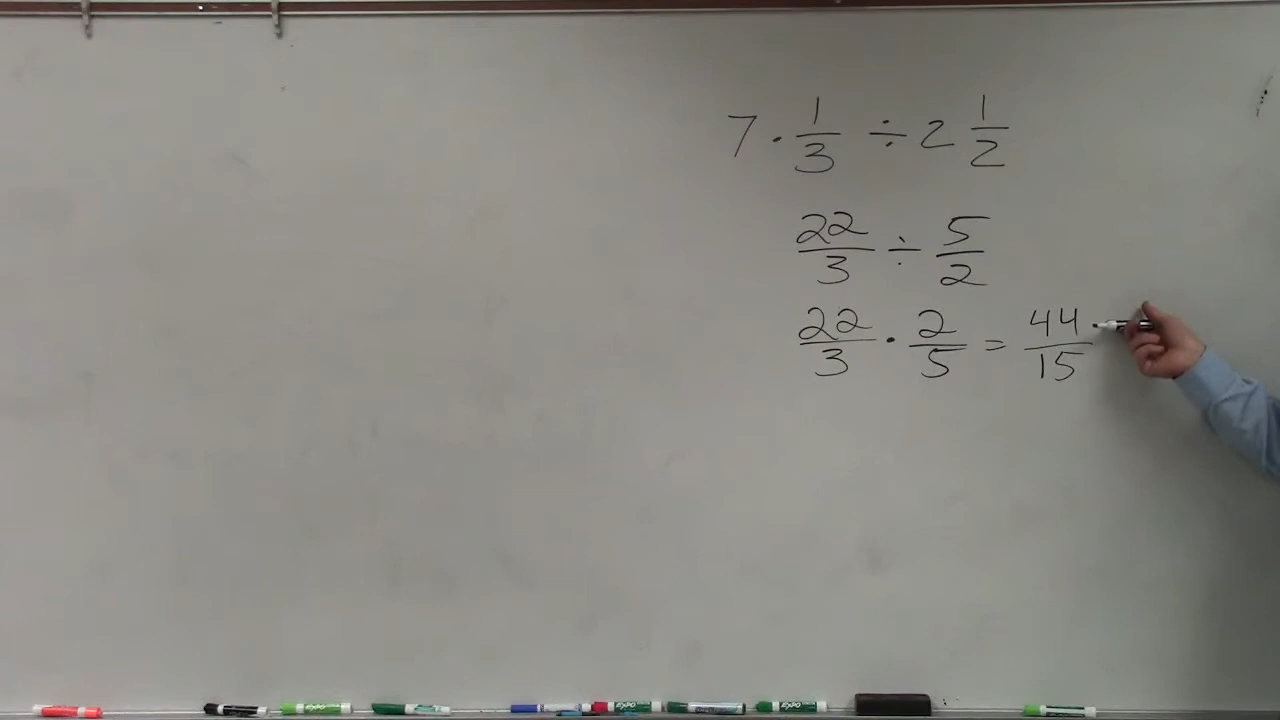 7 · 1/3 ÷ 2 1/2
22/3 ÷ 5/2
22/3 · 2/5 = 44/15